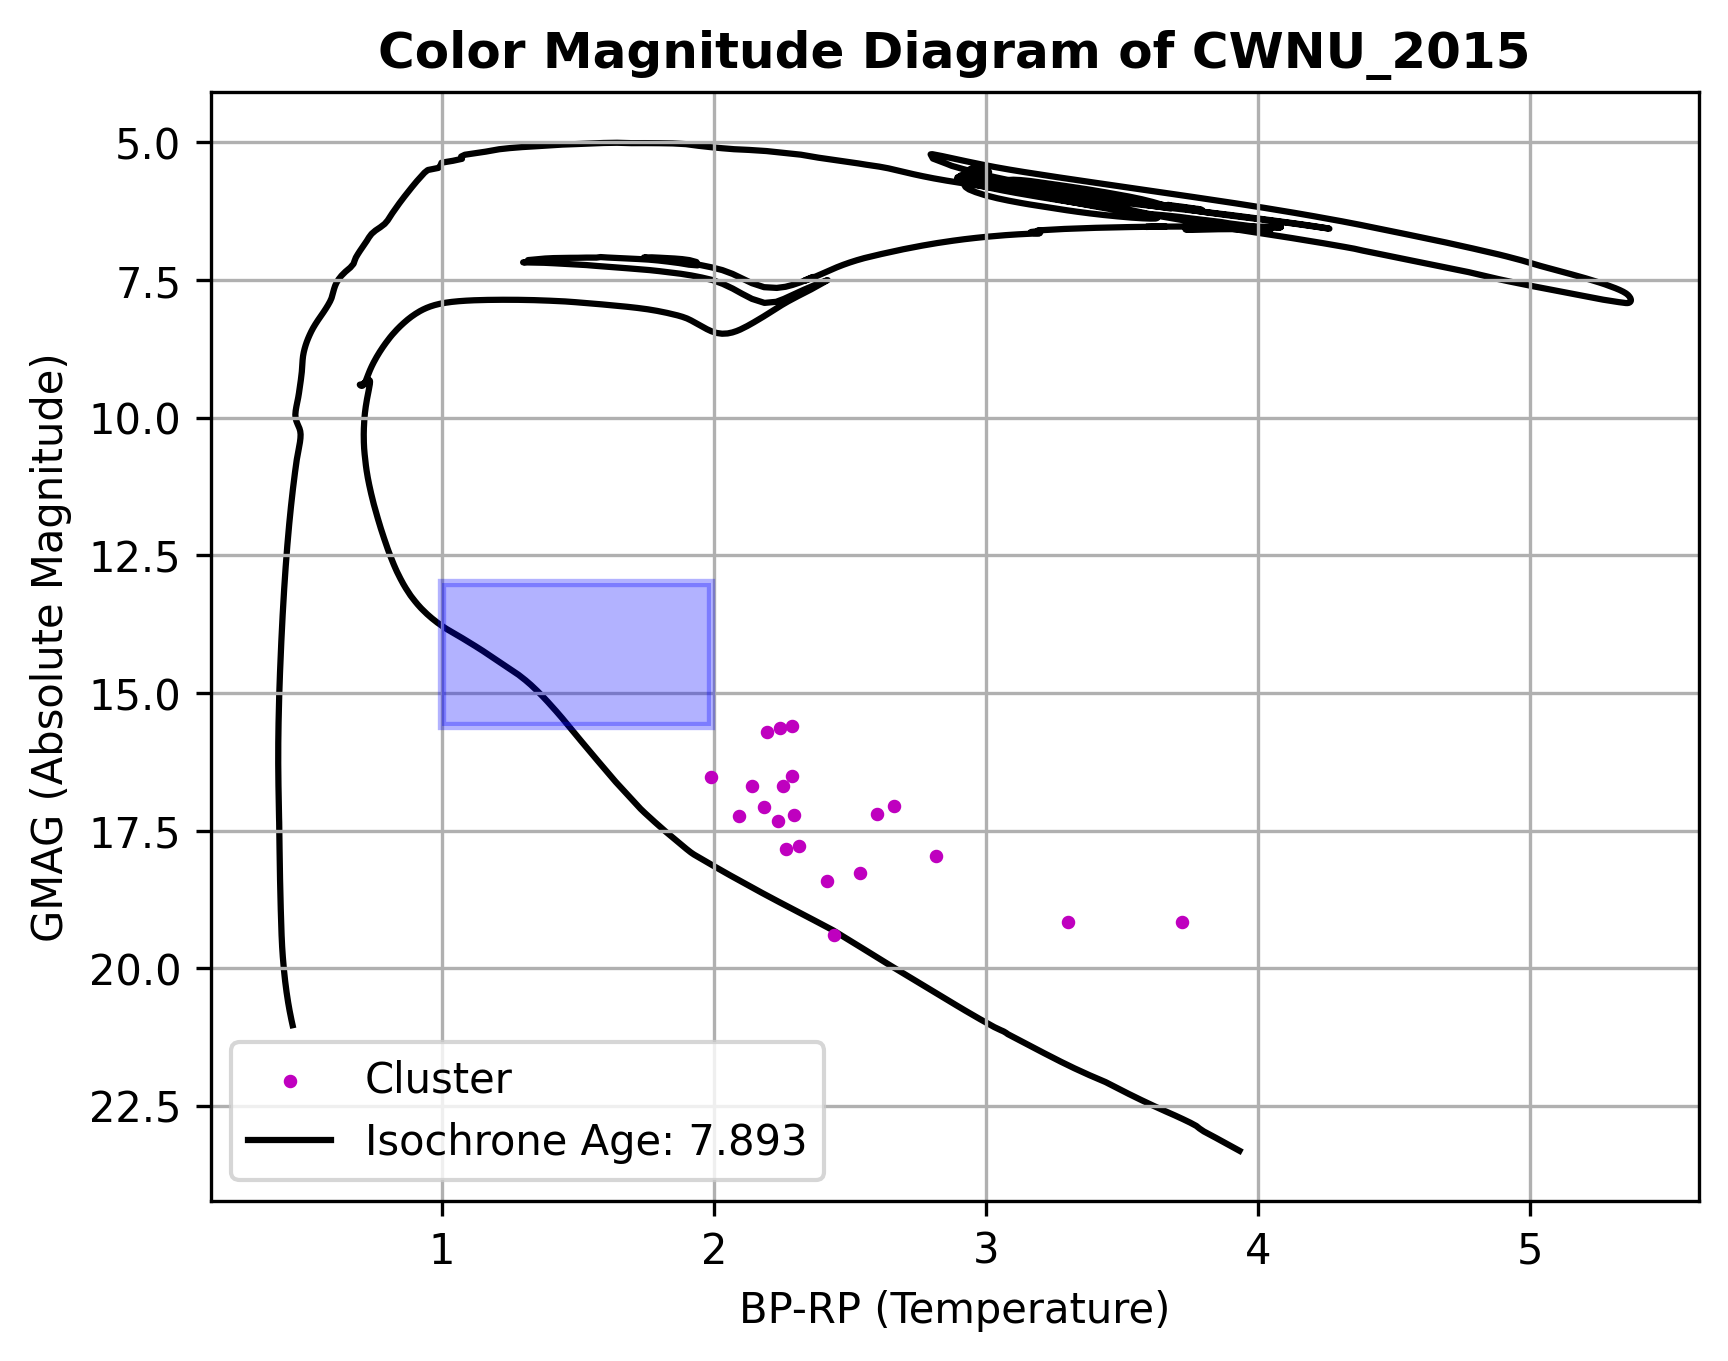 Color Magnitude Diagram of CWNU_2015
GMAG (Absolute Magnitude)
5.0
7.5
10.0
12.5
15.0
17.5
20.0
22.5
Cluster
Isochrone Age: 7.893
1 2 3 4 5
BP-RP (Temperature)